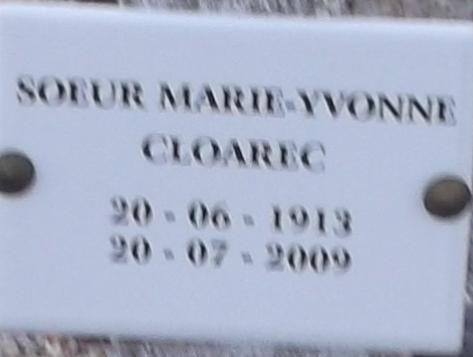 SOEUR MARIE-YVONNE
CLOAREC
20 - 06 - 1913
20 - 07 - 2009